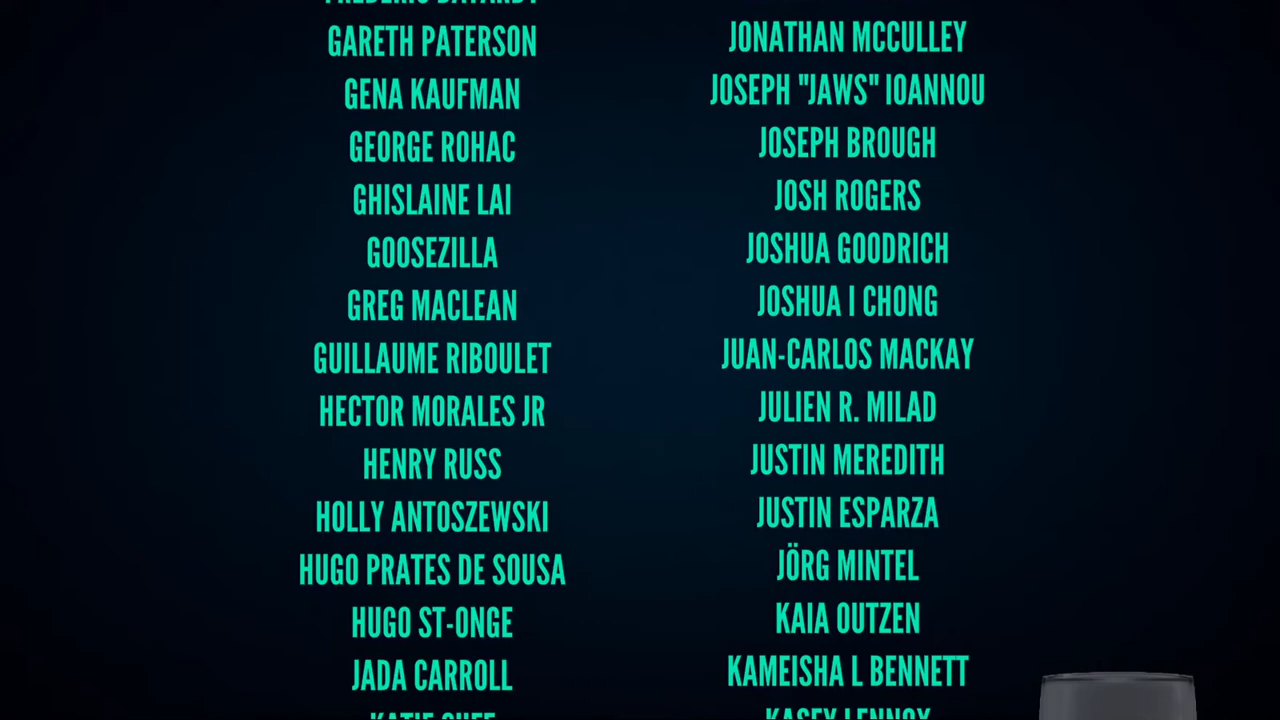 GARETH PATERSON
GENA KAUFMAN
GEORGE ROHAC
GHISLAINE LAI
GOOSEZILLA
GREG MACLEAN
GUILLAUME RIBOULET
HECTOR MORALES JR
HENRY RUSS
HOLLY ANTOSZEWSKI
HUGO PRATES DE SOUSA
HUGO ST-ONGE
JADA CARROLL
JONATHAN MCCULLEY
JOSEPH "JAWS" IOANNOU
JOSEPH BROUGH
JOSH ROGERS
JOSHUA GOODRICH
JOSHUA I CHONG
JUAN-CARLOS MACKAY
JULIEN R. MILAD
JUSTIN MEREDITH
JUSTIN ESPARZA
JÖRG MINTEL
KAIA OUTZEN
KAMEISHA L BENNETT
KASEY LENNOX